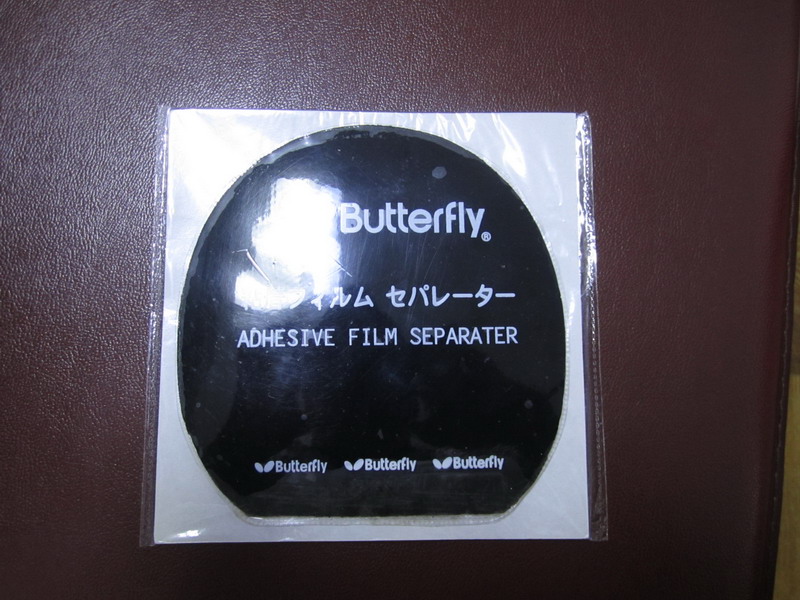 Butterfly®
フィルム セパレーター
ADHESIVE FILM SEPARATER
Butterfly Butterfly Butterfly